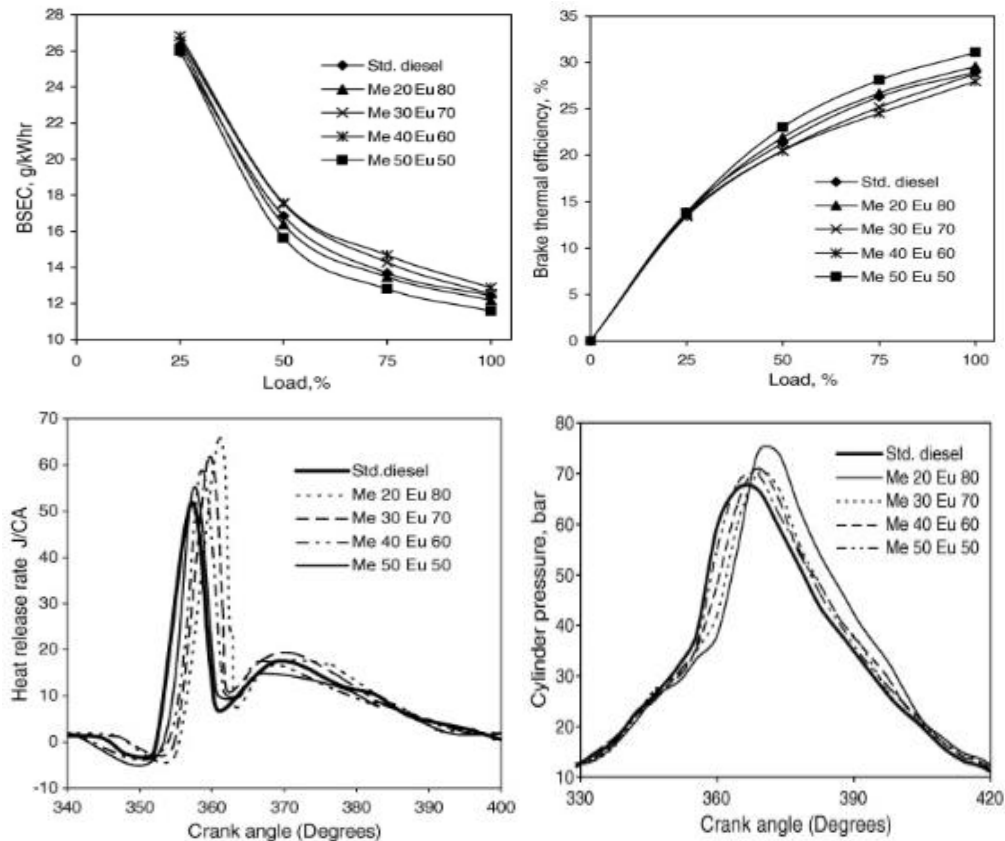 28
26
24
22
20
18
16
14
12
10
BSEC, g/kWhr
Std. diesel
Me 20 Eu 80
Me 30 Eu 70
Me 40 Eu 60
Me 50 Eu 50
0 25 50 75 100
Load,%
35
30
25
20
15
10
5
0
Brake thermal efficiency, %
Std. diesel
Me 20 Eu 80
Me 30 Eu 70
Me 40 Eu 60
Me 50 Eu 50
0 25 50 75 100
Load, %
70
60
50
40
30
20
10
0
-10
Heat release rate J/CA
Std.diesel
Me 20 Eu 80
Me 30 Eu 70
Me 40 Eu 60
Me 50 Eu 50
340 350 360 370 380 390 400
Crank angle (Degrees)
80
70
60
50
40
30
20
10
Cylinder pressure, bar
Std. diesel
Me 20 Eu 80
Me 30 Eu 70
Me 40 Eu 60
Me 50 Eu 50
330 360 390 420
Crank angle (Degrees)